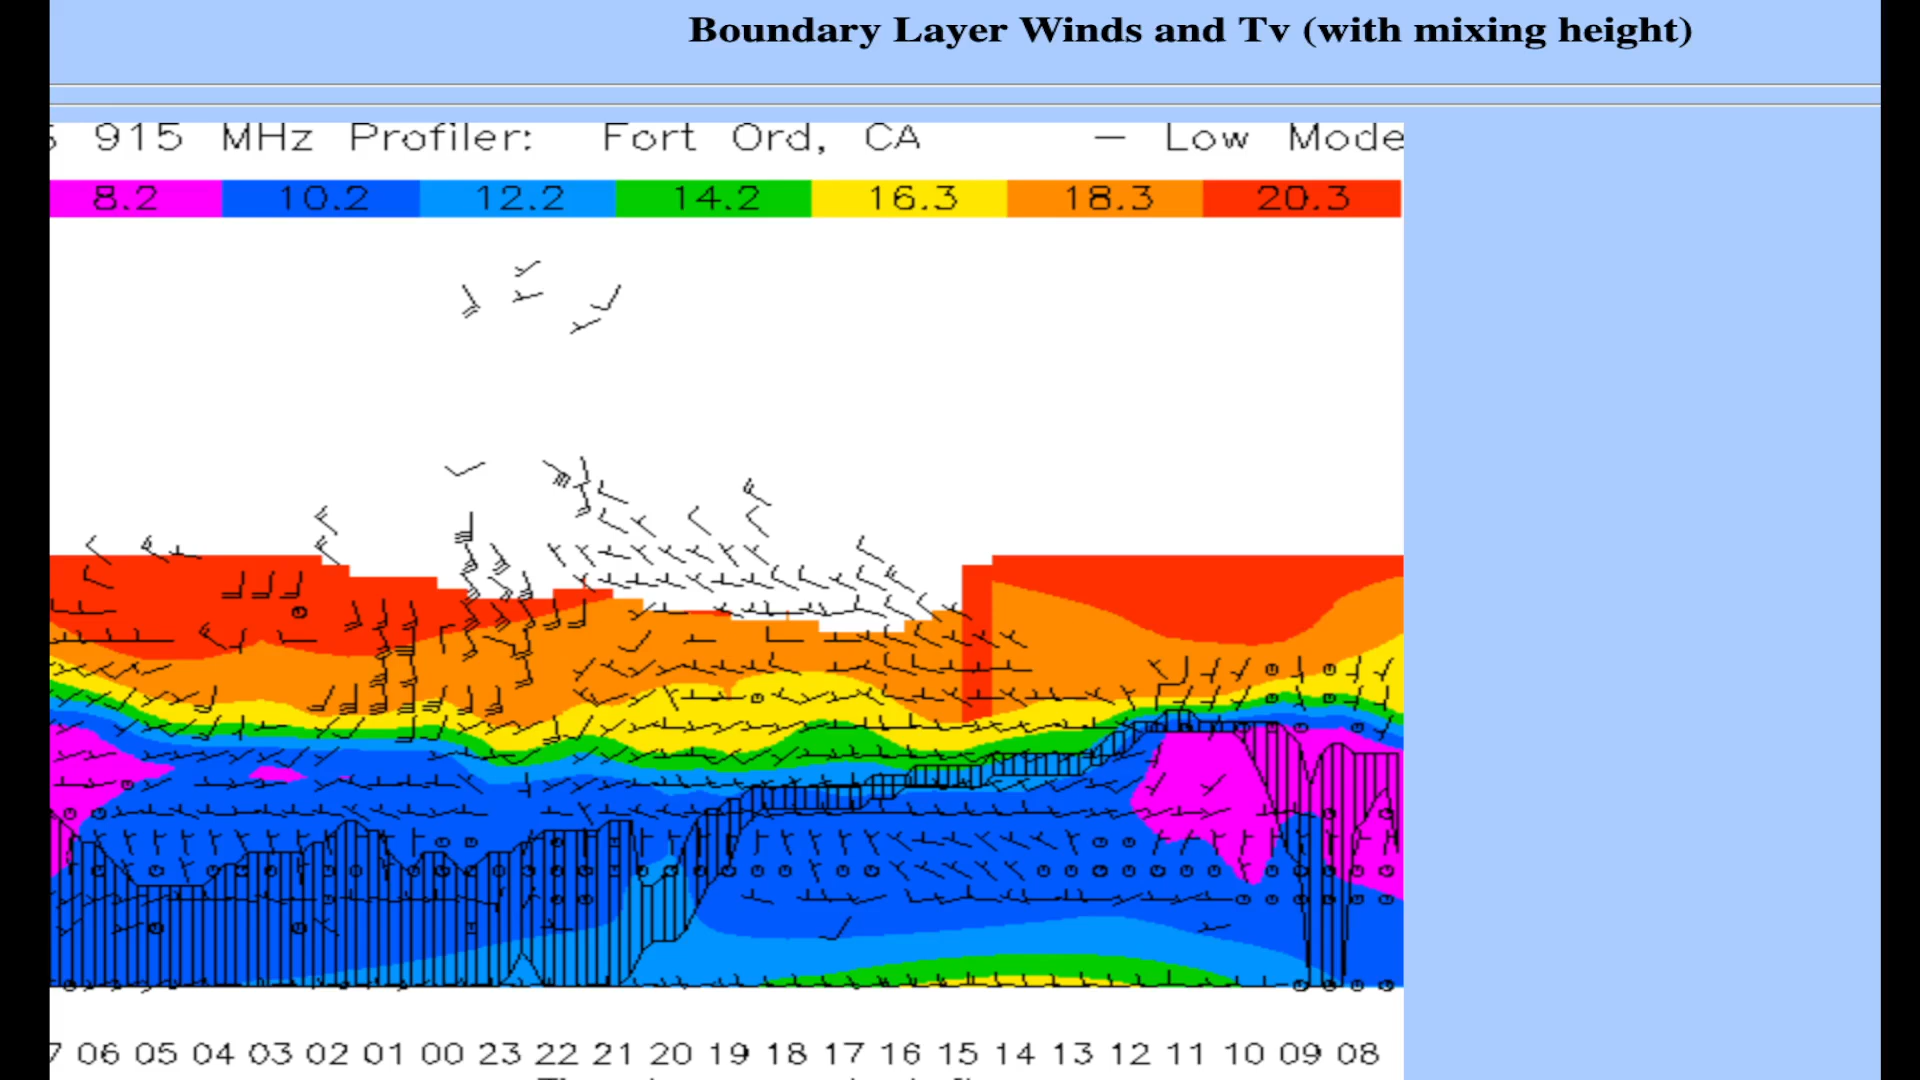 Boundary Layer Winds and Tv (with mixing height)
915 MHz Profiler: Fort Ord, CA — Low Mode
8.2 10.2 12.2 14.2 16.3 18.3 20.3
06 05 04 03 02 01 00 23 22 21 20 19 18 17 16 15 14 13 12 11 10 09 08